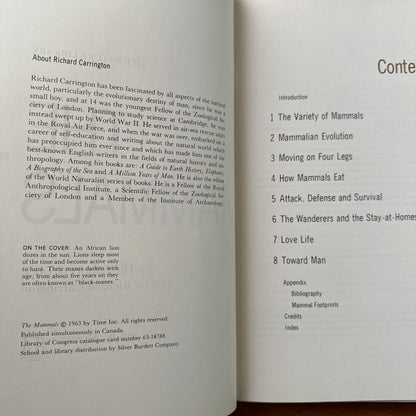 About Richard Carrington
Richard Carrington has been fascinated by all aspects of the natural
world, particularly the evolutionary destiny of man, since he was a
small boy, and at 14 was the youngest Fellow of the Zoological So-
ciety of London. Planning to study science at Cambridge, he was
instead swept up by World War II. He served in air-sea rescue units
in the Royal Air Force, and when the war was over, embarked on a
career of self-education and writing about the natural world which
has preoccupied him ever since and which has made him one of the
best-known English writers in the fields of natural history and an-
thropology. Among his books are: A Guide to Earth History, Elephants,
A Biography of the Sea and A Million Years of Man. He is also the editor
of the World Naturalist series of books. He is a Fellow of the Royal
Anthropological Institute, a Scientific Fellow of the Zoological So-
ciety of London and a Member of the Institute of Archaeology.
ON THE COVER: An African lion
dozes in the sun. Lions sleep most
of the time and become active only
to hunt. Their manes darken with
age; from about five years on they
are often known as "black-manes."
The Mammals © 1963 by Time Inc. All rights reserved.
Published simultaneously in Canada.
Library of Congress catalogue card number 63-18788.
School and library distribution by Silver Burdett Company.
Conte
Introduction
1 The Variety of Mammals
2 Mammalian Evolution
3 Moving on Four Legs
4 How Mammals Eat
5 Attack, Defense and Survival
6 The Wanderers and the Stay-at-Homes
7 Love Life
8 Toward Man
Appendix
Bibliography
Mammal Footprints
Credits
Index